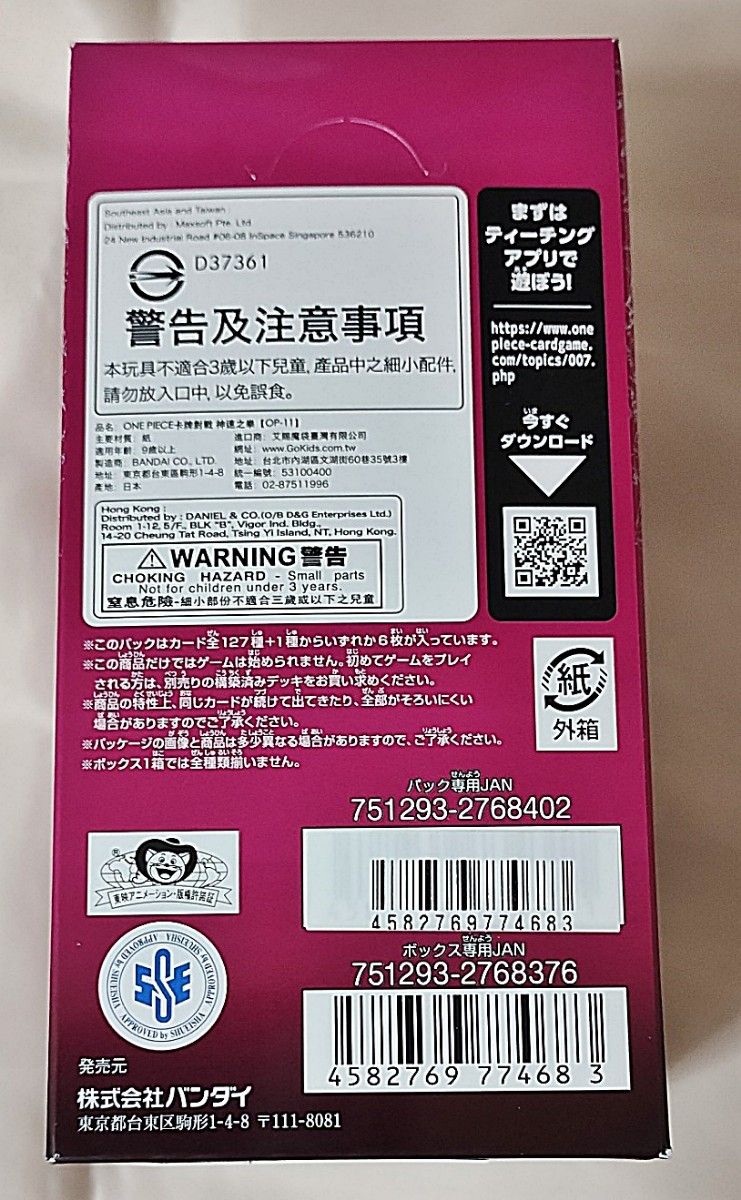 Southeast Asia and Taiwan :
Distributed by : Maxsoft Pte. Ltd.
24 New Industrial Road #08-08 InSpace Singapore 536210
D37361
警告及注意事項
本玩具不適合3歲以下兒童, 產品中之細小配件,
請勿放入口中, 以免誤食。
品名: ONE PIECE卡牌對戰 神速之拳【OP-11】
主要材質: 紙
適用年齡: 9歲以上
製造商: BANDAI CO., LTD.
地址: 東京都台東區駒形1-4-8
產地: 日本
進口商: 艾賜魔袋臺灣有限公司
網址: www.GoKids.com.tw
地址: 台北市內湖區文湖街60巷35號3樓
統一編號: 53100400
電話: 02-87511996
Hong Kong :
Distributed by : DANIEL & CO.(O/B D&G Enterprises Ltd.)
Room 1-12, 5/F., BLK "B", Vigor Ind. Bldg.,
14-20 Cheung Tat Road, Tsing Yi Island, NT, Hong Kong.
⚠WARNING 警告
CHOKING HAZARD - Small parts
Not for children under 3 years.
窒息危險-細小部份不適合三歲或以下之兒童
まずは
ティーチング
アプリで
遊ぼう!
https://www.one
piece-cardgame.
com/topics/007.
php
今すぐ
ダウンロード
※このパックはカード全127種+1種からいずれか6枚が入っています。
※この商品だけではゲームは始められません。初めてゲームをプレイ
される方は、別売りの構築済みデッキをお買い求めください。
※商品の特性上、同じカードが続けて出てきたり、全部がそろいにくい
場合がありますのでご了承ください。
※パッケージの画像と商品は多少異なる場合がありますので、ご了承ください。
※ボックス1箱では全種類揃いません。
紙
外箱
パック専用JAN
751293-2768402
4582769774683
ボックス専用JAN
751293-2768376
4582769 77468 3
東映アニメーション・版権許諾証
APPROVED by SHUEISHA
発売元
株式会社バンダイ
東京都台東区駒形1-4-8 〒111-8081